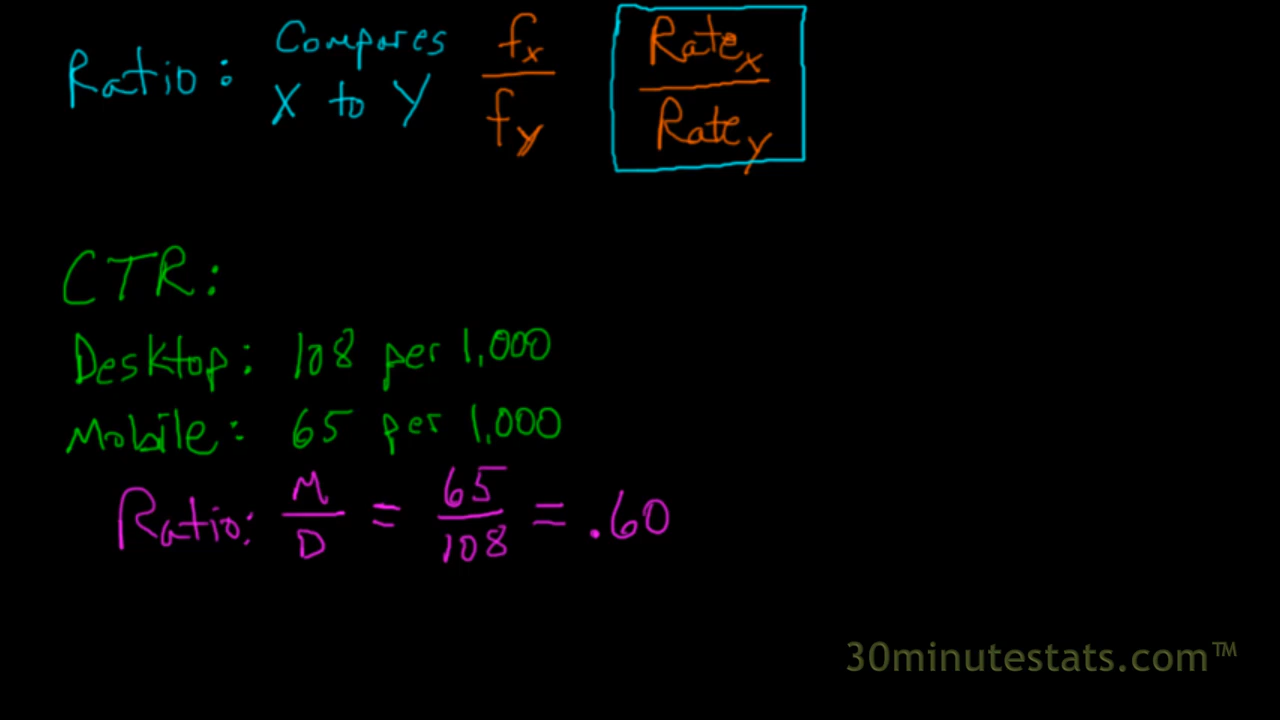 Ratio: Compares X to Y
fx / fy
Ratex / Ratey
CTR:
Desktop: 108 per 1,000
Mobile: 65 per 1,000
Ratio: M/D = 65/108 = .60
30minutestats.com™